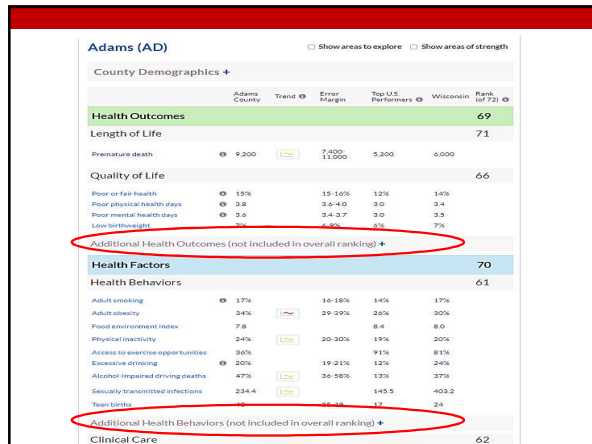 Adams (AD) Show areas to explore Show areas of strength
County Demographics +
Adams County Trend Error Margin Top U.S. Performers Wisconsin Rank (of 72)
Health Outcomes 69
Length of Life 71
Premature death 9,200 7,400-11,000 5,200 6,000
Quality of Life 66
Poor or fair health 15% 15-16% 12% 14%
Poor physical health days 3.8 3.6-4.0 3.0 3.4
Poor mental health days 3.6 3.4-3.7 3.0 3.5
Low birthweight 7% 6-8% 6% 7%
Additional Health Outcomes (not included in overall ranking) +
Health Factors 70
Health Behaviors 61
Adult smoking 17% 16-18% 14% 17%
Adult obesity 34% 29-39% 26% 30%
Food environment index 7.8 8.4 8.0
Physical inactivity 24% 20-30% 19% 20%
Access to exercise opportunities 36% 91% 81%
Excessive drinking 20% 19-21% 12% 24%
Alcohol-impaired driving deaths 47% 36-58% 13% 37%
Sexually transmitted infections 234.4 145.5 403.2
Teen births 17 24
Additional Health Behaviors (not included in overall ranking) +
Clinical Care 62